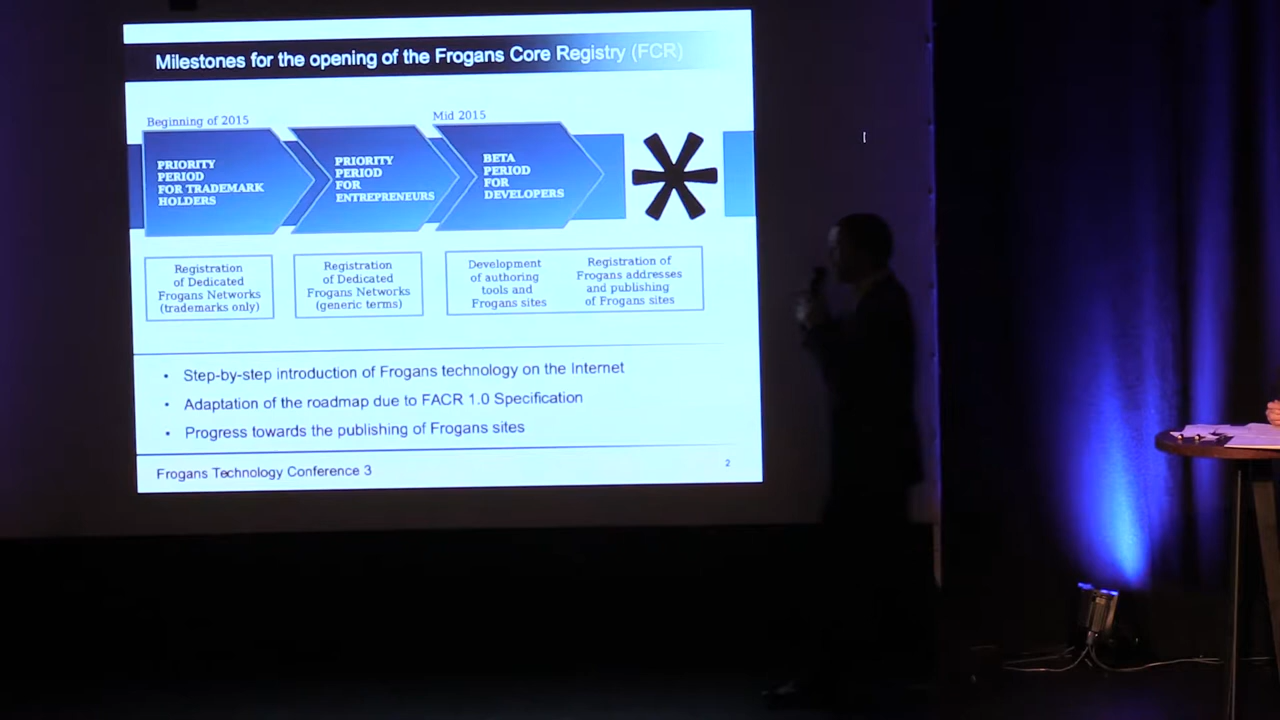 Milestones for the opening of the Frogans Core Registry (FCR)
Beginning of 2015
Mid 2015
PRIORITY
PERIOD
FOR TRADEMARK
HOLDERS
PRIORITY
PERIOD
FOR
ENTREPRENEURS
BETA
PERIOD
FOR
DEVELOPERS
Registration
of Dedicated
Frogans Networks
(trademarks only)
Registration
of Dedicated
Frogans Networks
(generic terms)
Development
of authoring
tools and
Frogans sites
Registration of
Frogans addresses
and publishing
of Frogans sites
• Step-by-step introduction of Frogans technology on the Internet
• Adaptation of the roadmap due to FACR 1.0 Specification
• Progress towards the publishing of Frogans sites
Frogans Technology Conference 3
2